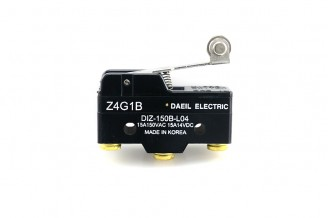 Z4G1B
DAEIL ELECTRIC
DIZ-150B-L04
15A150VAC 15A14VDC
MADE IN KOREA